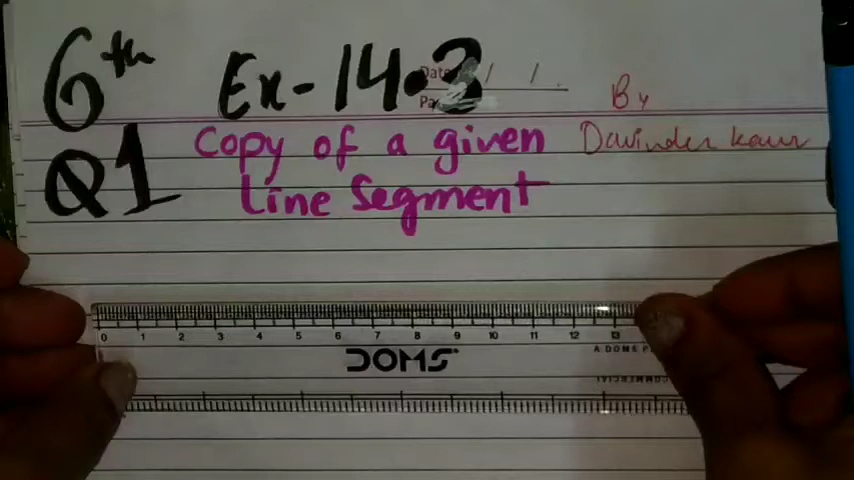 6th Ex-14.3
Date / / .
By
Q1 Copy of a given Davinder kaur
Line Segment
0 1 2 3 4 5 6 7 8 9 10 11 12 13
DOMS